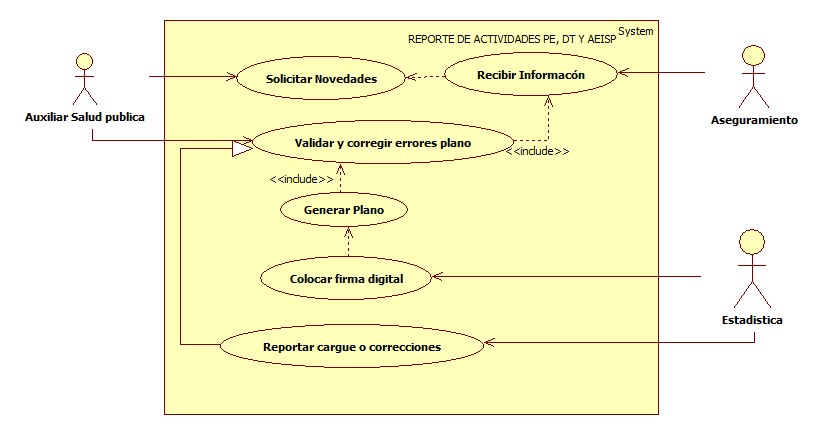 System
REPORTE DE ACTIVIDADES PE, DT Y AEISP
Solicitar Novedades
Recibir Informacón
Auxiliar Salud publica
Aseguramiento
Validar y corregir errores plano
<<include>>
<<include>>
Generar Plano
Colocar firma digital
Estadistica
Reportar cargue o correcciones